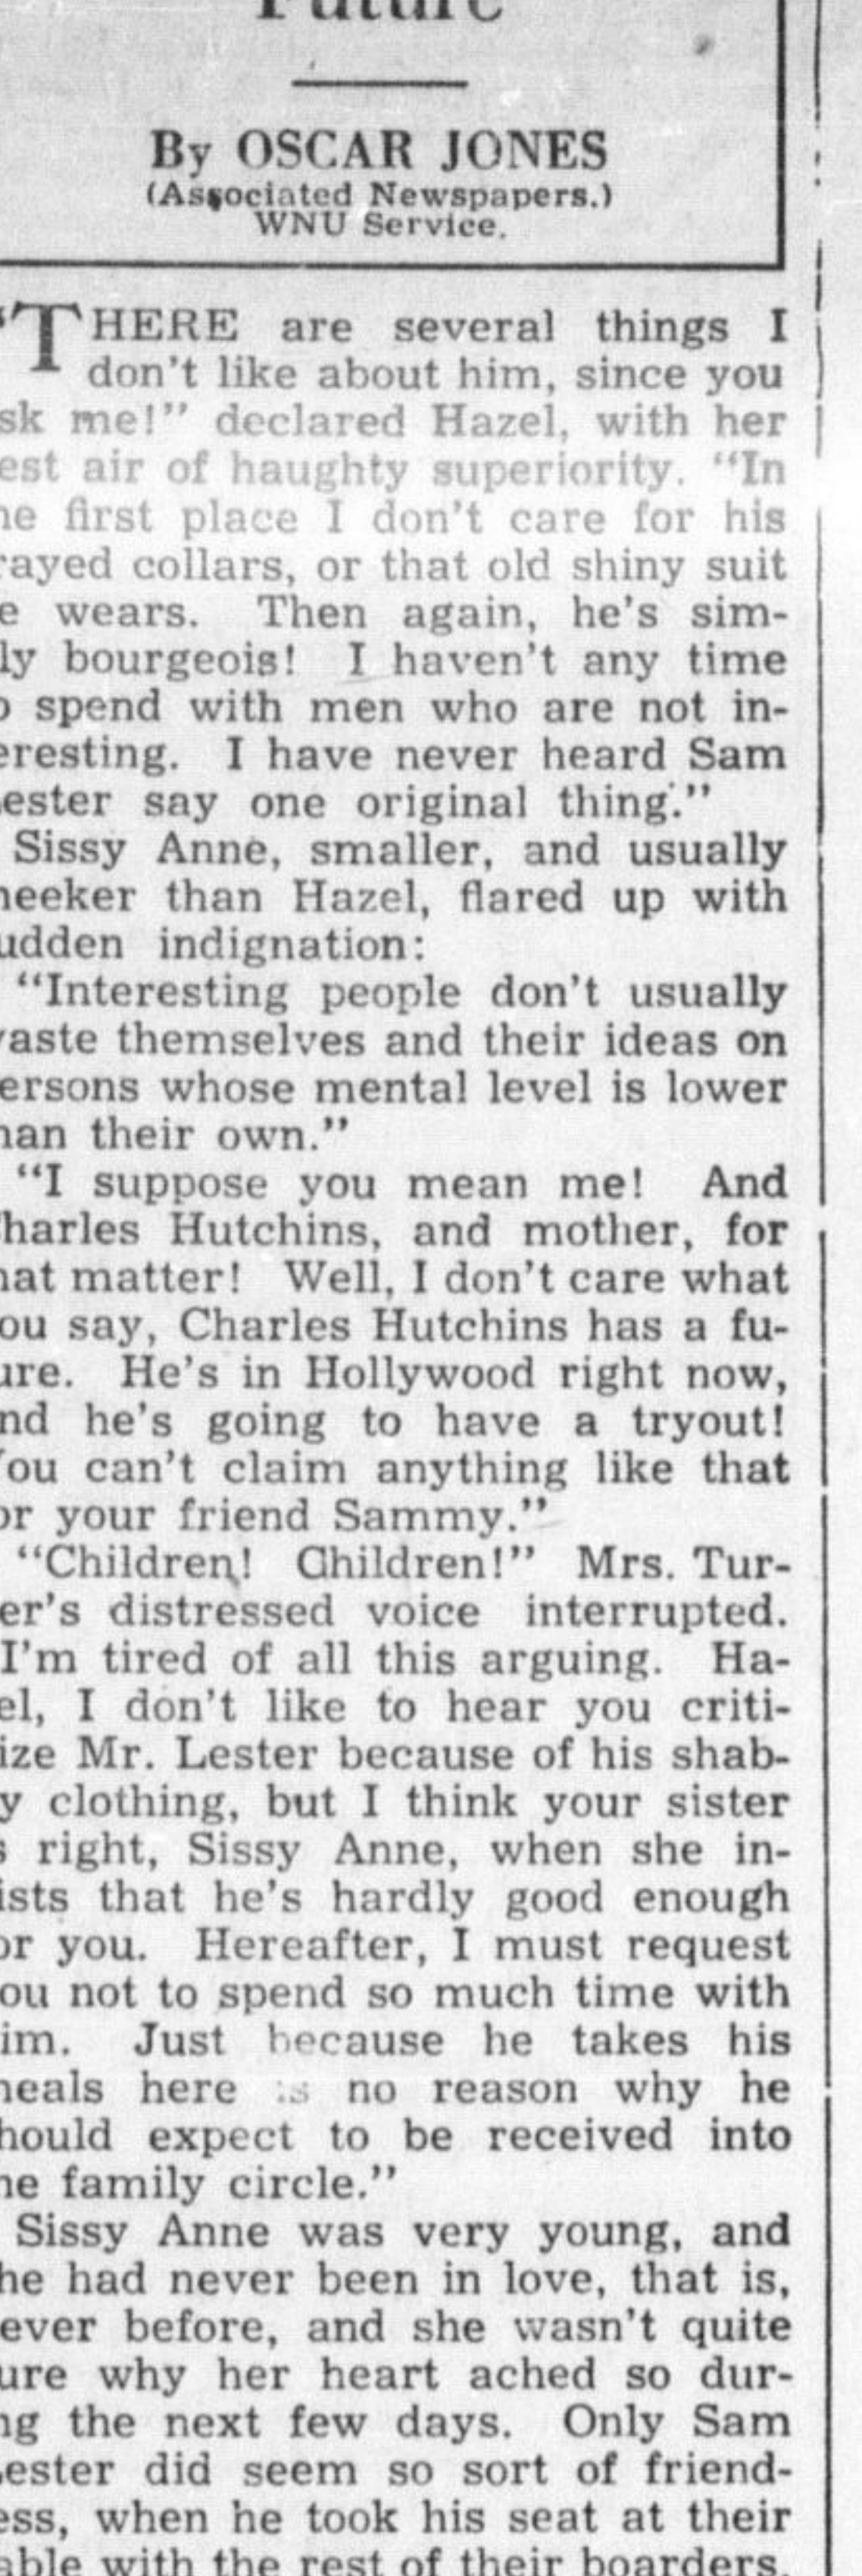 Future
By OSCAR JONES
(Associated Newspapers.)
WNU Service.
"THERE are several things I
don't like about him, since you
sk me!" declared Hazel, with her
est air of haughty superiority. "In
he first place I don't care for his
rayed collars, or that old shiny suit
e wears. Then again, he's sim-
ly bourgeois! I haven't any time
o spend with men who are not in-
eresting. I have never heard Sam
ester say one original thing."
Sissy Anne, smaller, and usually
neeker than Hazel, flared up with
udden indignation:
"Interesting people don't usually
vaste themselves and their ideas on
ersons whose mental level is lower
han their own."
"I suppose you mean me! And
harles Hutchins, and mother, for
hat matter! Well, I don't care what
ou say, Charles Hutchins has a fu-
ure. He's in Hollywood right now,
nd he's going to have a tryout!
You can't claim anything like that
or your friend Sammy."
"Children! Children!" Mrs. Tur-
er's distressed voice interrupted.
I'm tired of all this arguing. Ha-
el, I don't like to hear you criti-
ize Mr. Lester because of his shab-
y clothing, but I think your sister
s right, Sissy Anne, when she in-
ists that he's hardly good enough
or you. Hereafter, I must request
ou not to spend so much time with
im. Just because he takes his
neals here is no reason why he
hould expect to be received into
he family circle."
Sissy Anne was very young, and
he had never been in love, that is,
ever before, and she wasn't quite
ure why her heart ached so dur-
ng the next few days. Only Sam
ester did seem so sort of friend-
ess, when he took his seat at their
able with the rest of their boarders.